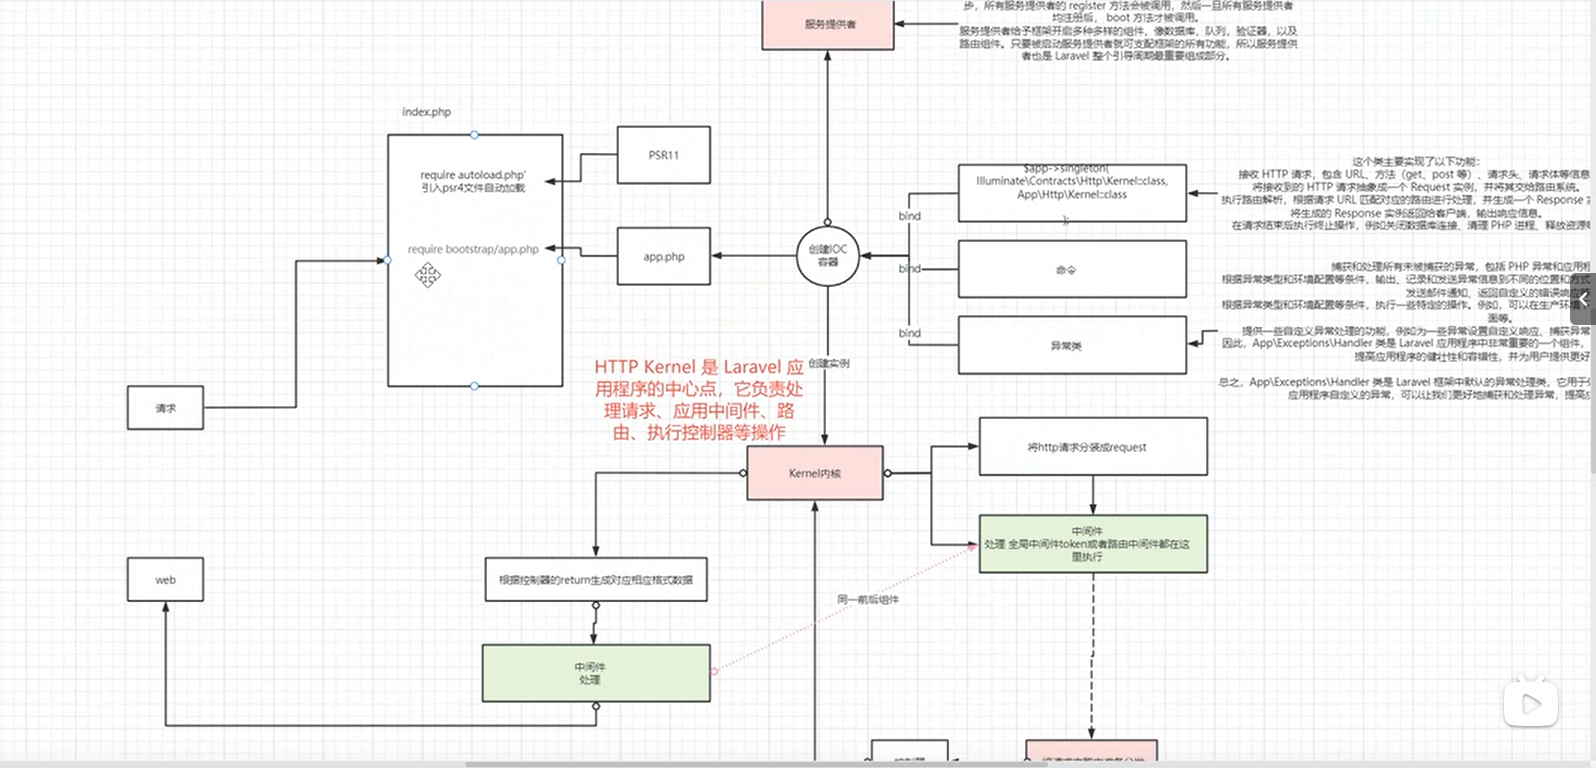 步，所有服务提供者的 register 方法会被调用，然后一旦所有服务提供者
均注册后， boot 方法才被调用。
服务提供者给予框架开启多种多样的组件，像数据库，队列，验证器，以及
路由组件。只要被启动服务提供者就可支配框架的所有功能，所以服务提供
者也是 Laravel 整个引导周期最重要组成部分。
服务提供者
index.php
require autoload.php'
引入psr4文件自动加载
require bootstrap/app.php
PSR11
app.php
创建IOC
容器
bind
bind
bind
$app->singleton(
Illuminate\Contracts\Http\Kernel::class,
App\Http\Kernel::class
);
命令
异常类
这个类主要实现了以下功能：
接收 HTTP 请求，包含 URL、方法（get、post 等）、请求头、请求体等信息
将接收到的 HTTP 请求抽象成一个 Request 实例，并将其交给路由系统。
执行路由解析，根据请求 URL 匹配对应的路由进行处理，并生成一个 Response
将生成的 Response 实例返回给客户端，输出响应信息。
在请求结束后执行终止操作，例如关闭数据库连接、清理 PHP 进程、释放资源
捕获和处理所有未被捕获的异常，包括 PHP 异常和应用程
根据异常类型和环境配置等条件，输出、记录和发送异常信息到不同的位置和方式
发送邮件通知、返回自定义的错误响应
根据异常类型和环境配置等条件，执行一些特定的操作。例如，可以在生产环境
面等。
提供一些自定义异常处理的功能，例如为一些异常设置自定义响应、捕获异常
因此，App\Exceptions\Handler 类是 Laravel 应用程序中非常重要的一个组件，
提高应用程序的健壮性和容错性，并为用户提供更好
总之，App\Exceptions\Handler 类是 Laravel 框架中默认的异常处理类，它用于
应用程序自定义的异常，可以让我们更好地捕获和处理异常，提高
创建实例
HTTP Kernel 是 Laravel 应
用程序的中心点，它负责处
理请求、应用中间件、路
由、执行控制器等操作
请求
Kernel内核
将http请求分装成request
中间件
处理 全局中间件token或者路由中间件都在这
里执行
web
根据控制器的return生成对应相应格式数据
同一前后组件
中间件
处理
控制器